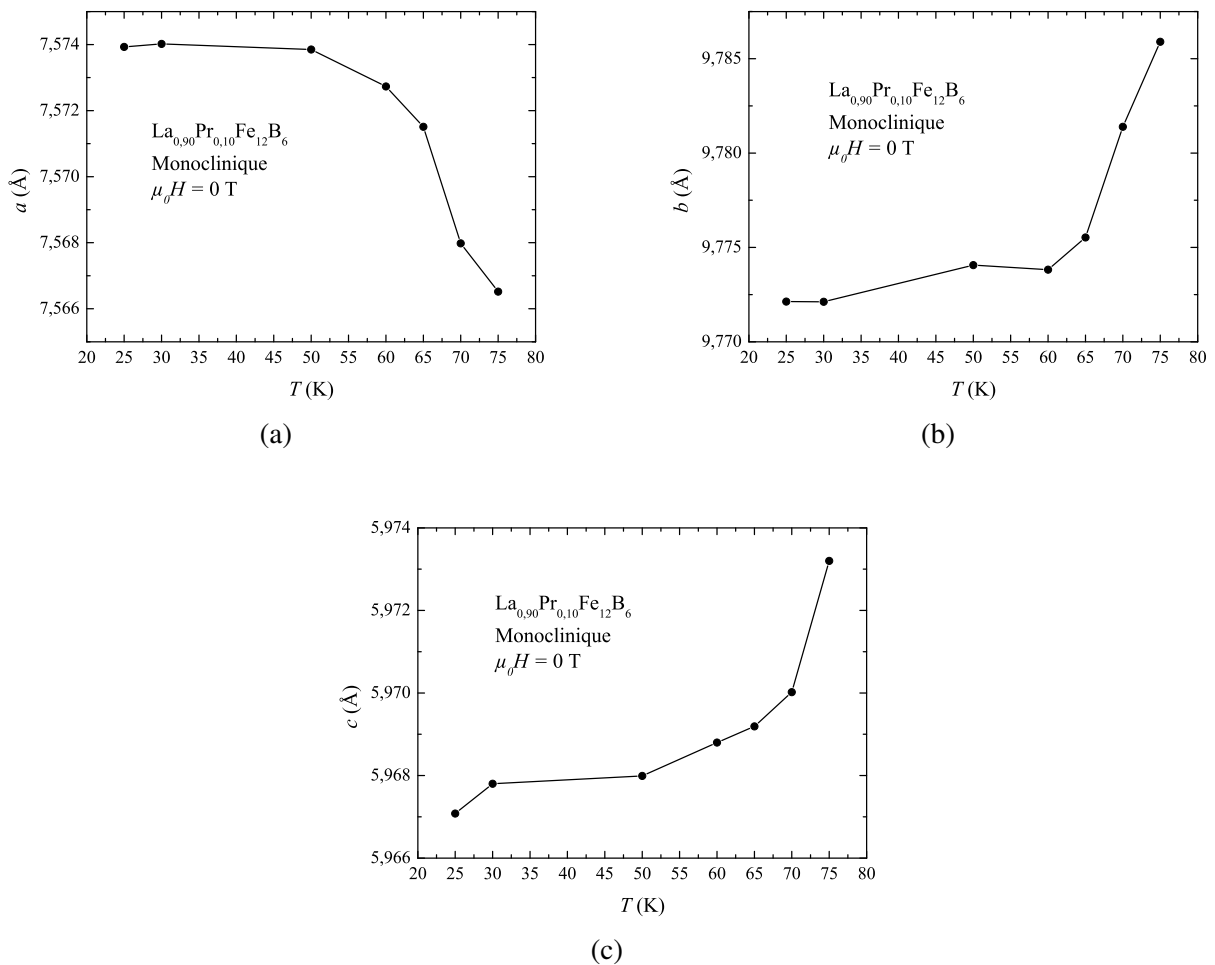 7,574
7,572
7,570
7,568
7,566
a (Å)
La0,90Pr0,10Fe12B6
Monoclinique
μ0H = 0 T
20 25 30 35 40 45 50 55 60 65 70 75 80
T (K)
(a)
9,785
9,780
9,775
9,770
b (Å)
La0,90Pr0,10Fe12B6
Monoclinique
μ0H = 0 T
20 25 30 35 40 45 50 55 60 65 70 75 80
T (K)
(b)
5,974
5,972
5,970
5,968
5,966
c (Å)
La0,90Pr0,10Fe12B6
Monoclinique
μ0H = 0 T
20 25 30 35 40 45 50 55 60 65 70 75 80
T (K)
(c)